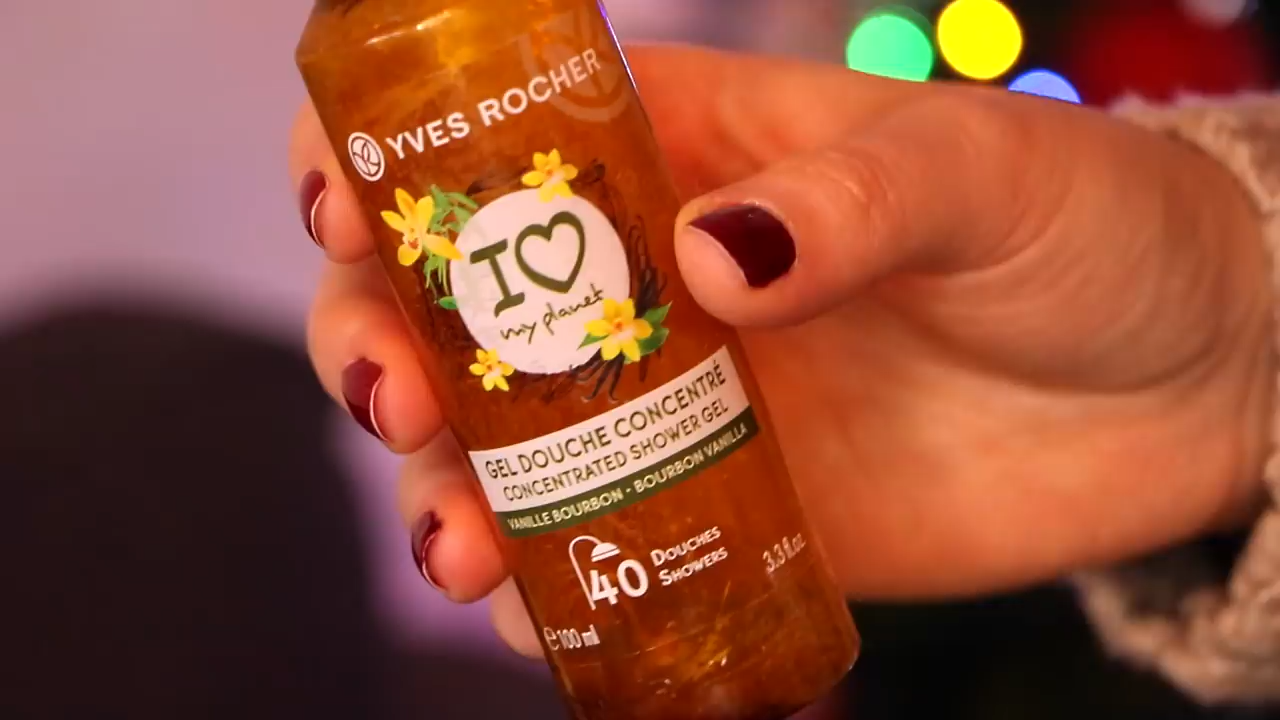 YVES ROCHER
I ♡
my planet
GEL DOUCHE CONCENTRÉ
CONCENTRATED SHOWER GEL
VANILLE BOURBON - BOURBON VANILLA
40 DOUCHES
SHOWERS
3.3 fl.oz
e 100 ml